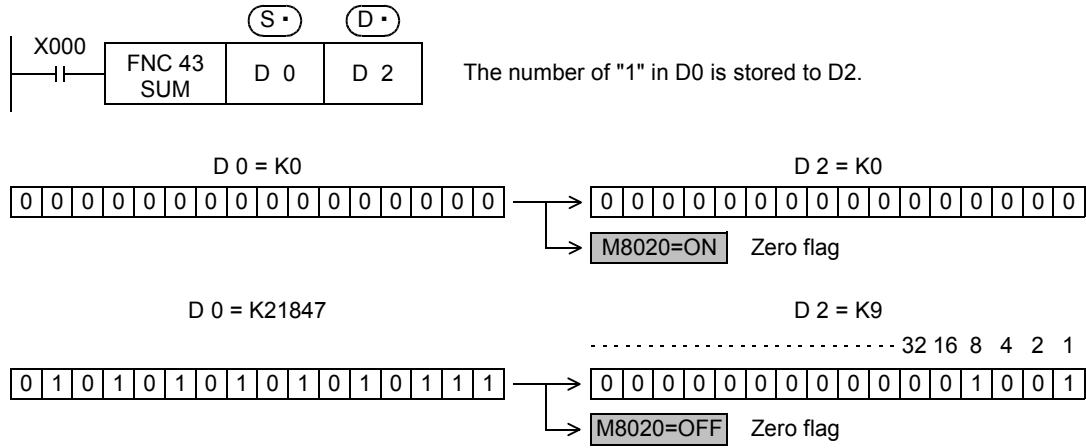 S・ D・
X000
FNC 43 D 0 D 2 The number of "1" in D0 is stored to D2.
SUM
D 0 = K0 D 2 = K0
0 0 0 0 0 0 0 0 0 0 0 0 0 0 0 0 0 0 0 0 0 0 0 0 0 0 0 0 0 0 0 0
M8020=ON Zero flag
D 0 = K21847 D 2 = K9
32 16 8 4 2 1
0 1 0 1 0 1 0 1 0 1 0 1 0 1 1 1 0 0 0 0 0 0 0 0 0 0 0 0 1 0 0 1
M8020=OFF Zero flag